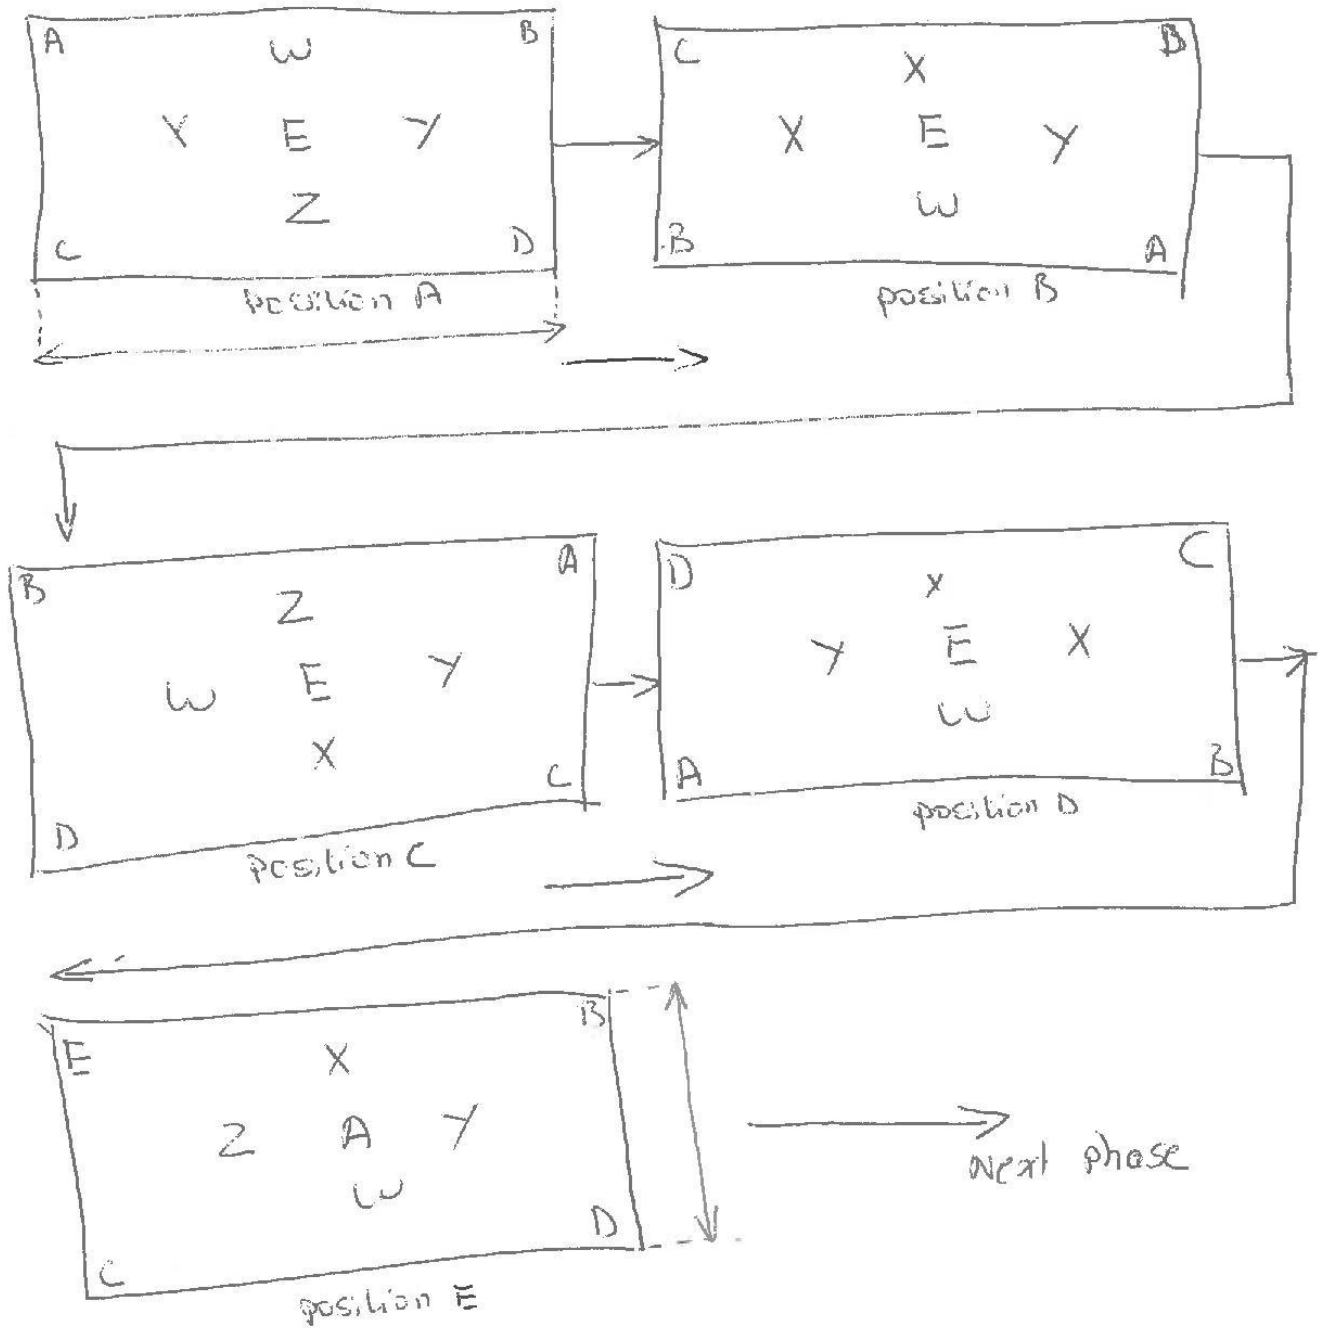 A W B
Y E Y
Z
C D
position A
C X B
X E Y
W
B A
position B
B Z A
W E Y
X
D C
position C
D X C
Y E X
W
A B
position D
E X B
Z A Y
W
C D
position E
Next phase